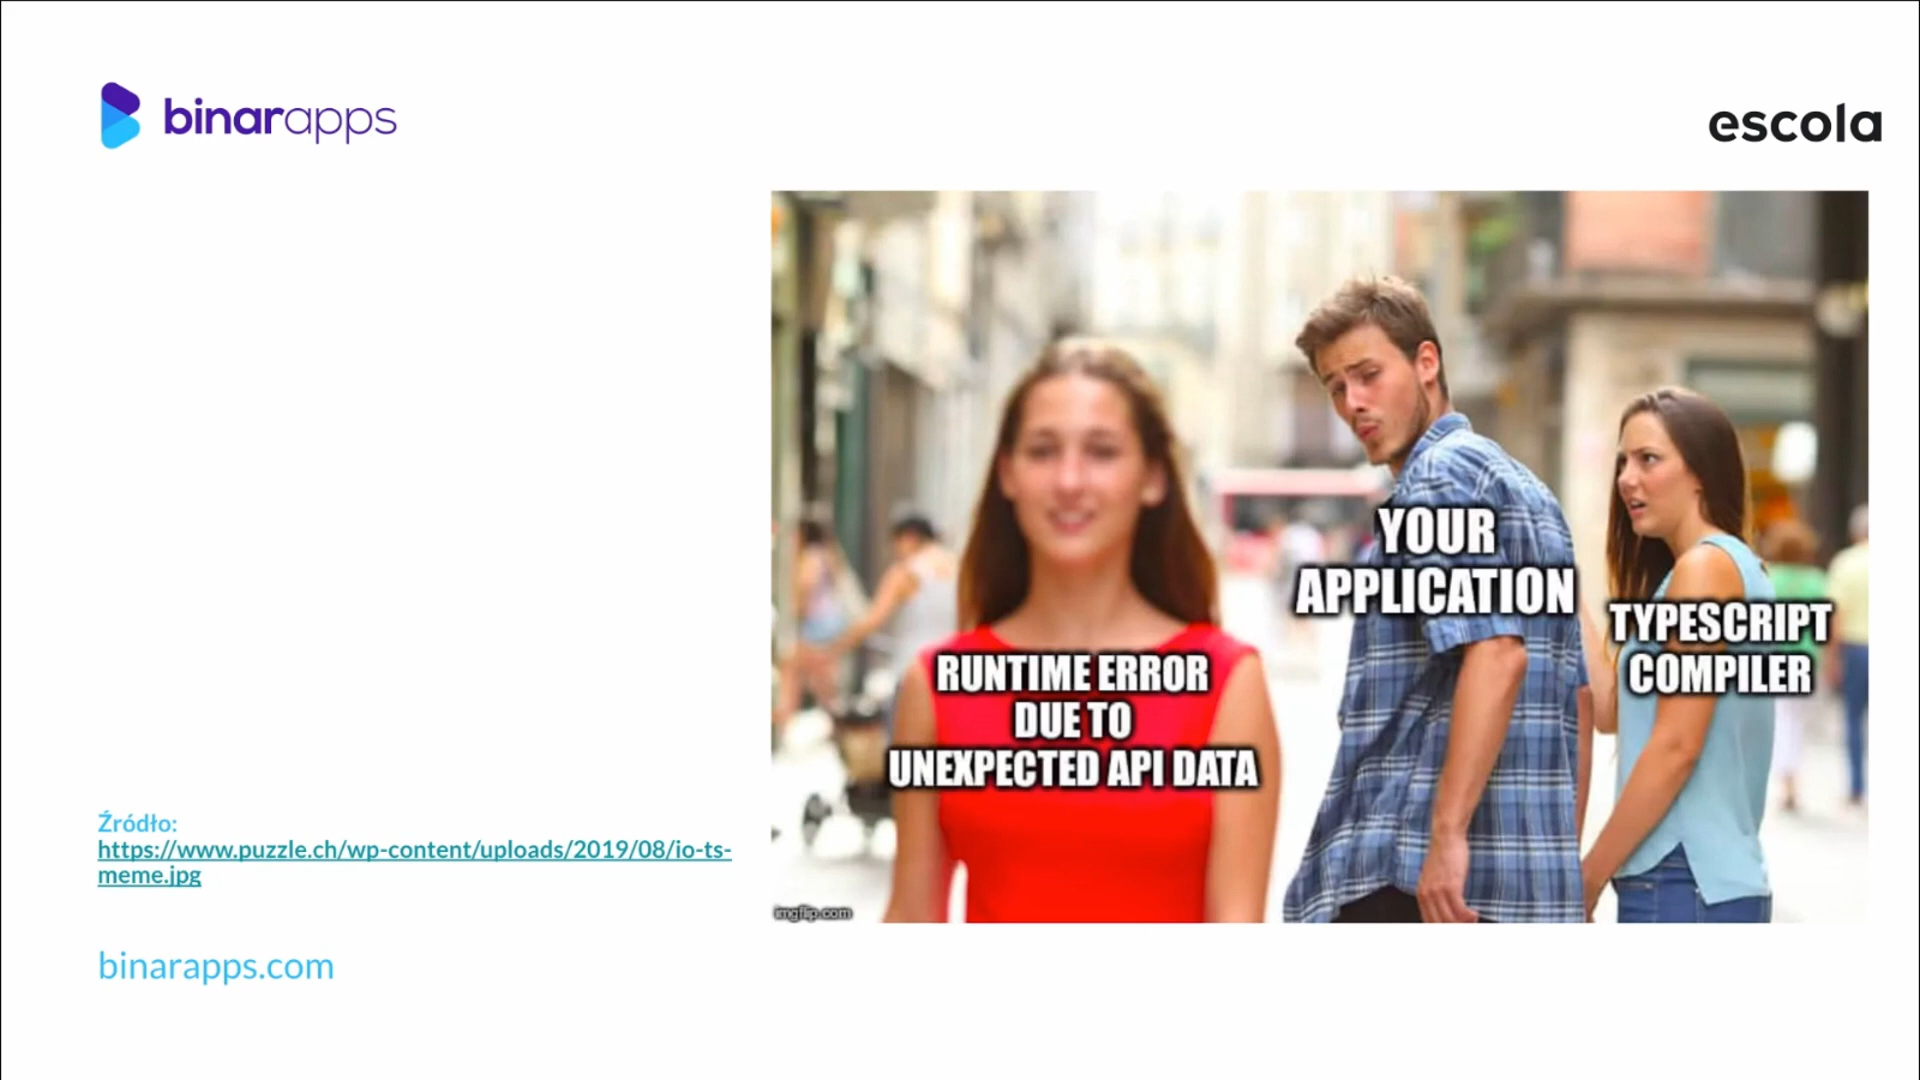 binarapps
escola
YOUR
APPLICATION
TYPESCRIPT
COMPILER
RUNTIME ERROR
DUE TO
UNEXPECTED API DATA
imgflip.com
Źródło:
https://www.puzzle.ch/wp-content/uploads/2019/08/io-ts-
meme.jpg
binarapps.com